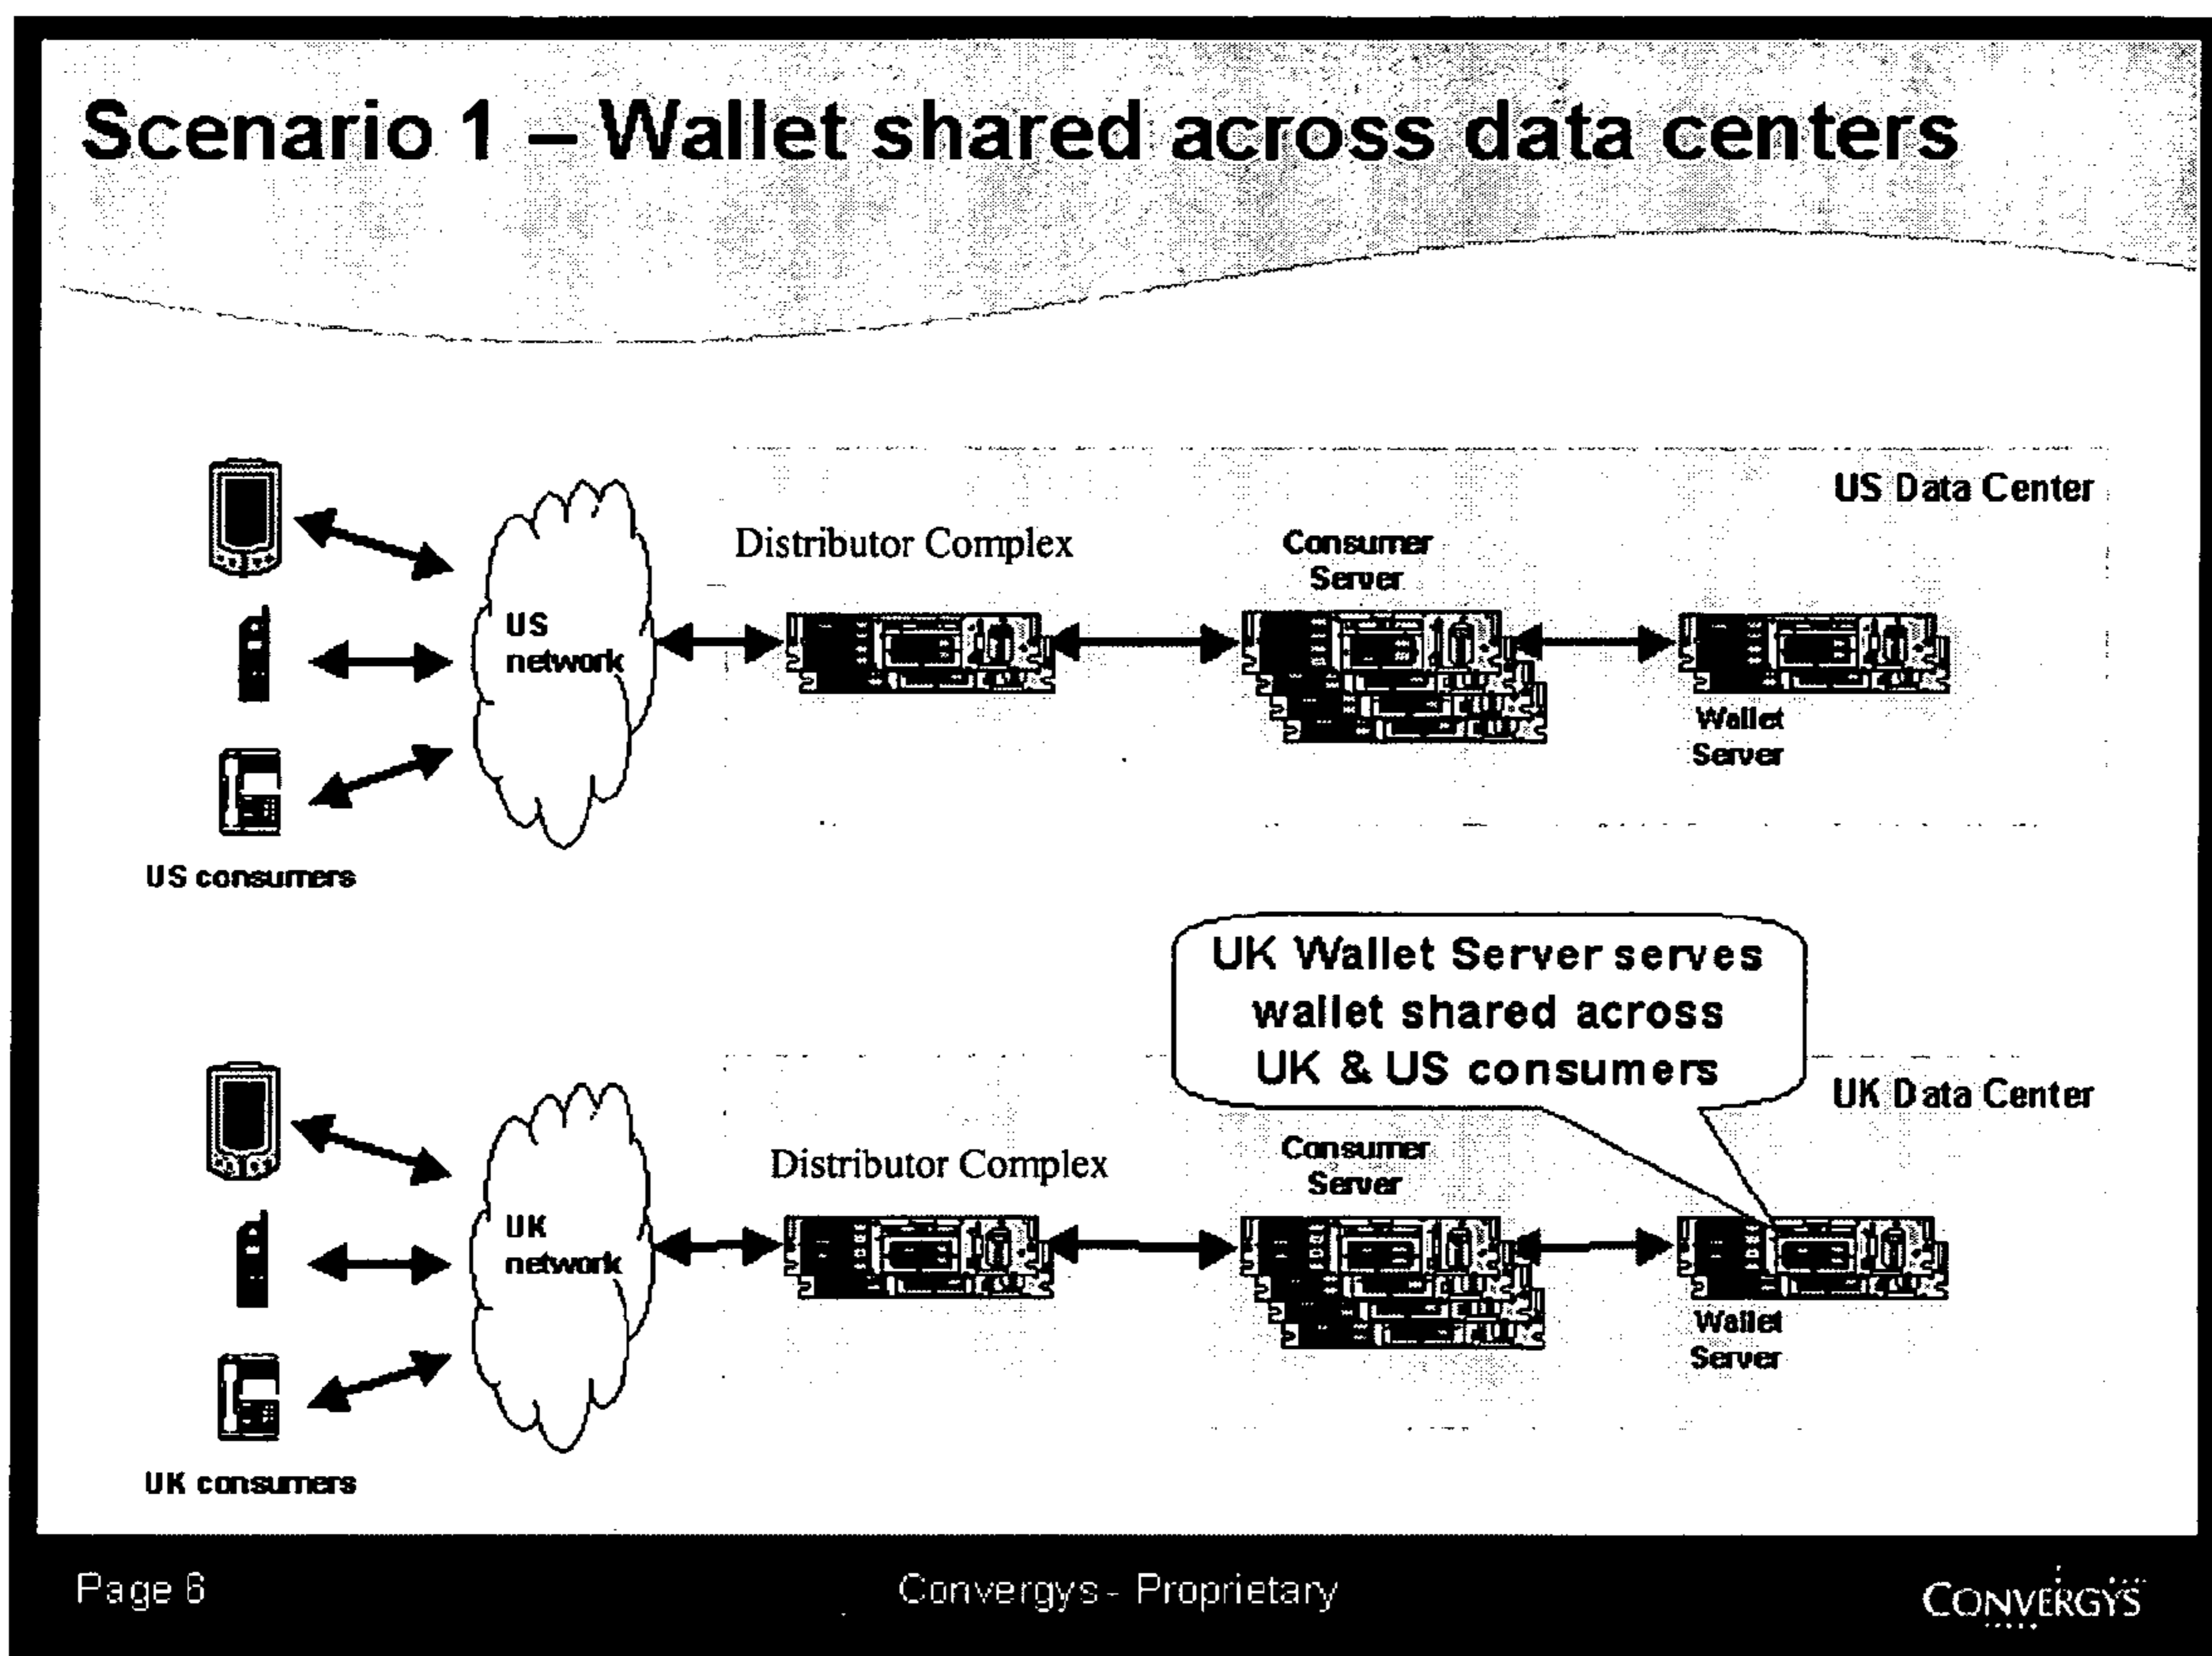 Scenario 1 – Wallet shared across data centers
US Data Center
Distributor Complex
Consumer
Server
US
network
Wallet
Server
US consumers
UK Wallet Server serves
wallet shared across
UK & US consumers
UK Data Center
Distributor Complex
Consumer
Server
UK
network
Wallet
Server
UK consumers
Page 6
Convergys - Proprietary
CONVERGYS